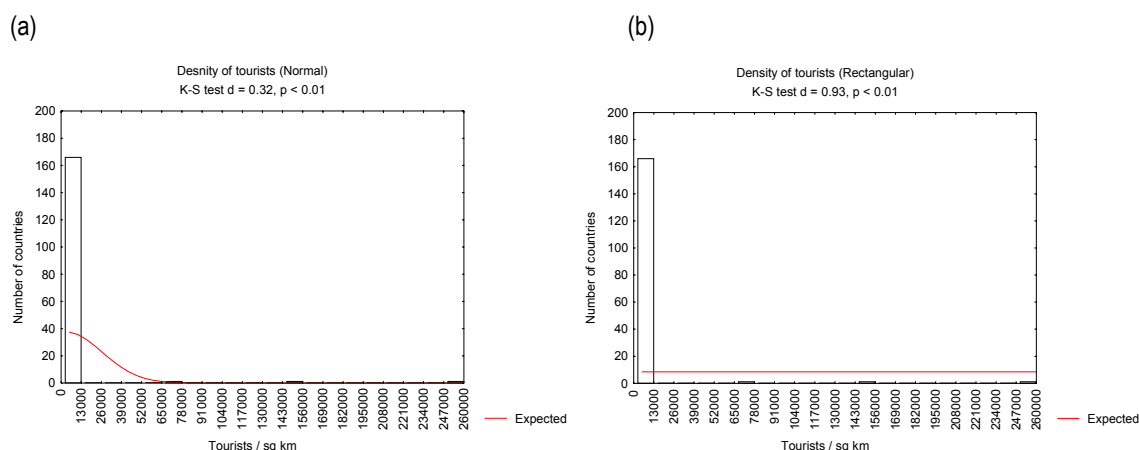 (a)
Desnity of tourists (Normal)
K-S test d = 0.32, p < 0.01
Number of countries
200
180
160
140
120
100
80
60
40
20
0
0 13000 26000 39000 52000 65000 78000 91000 104000 117000 130000 143000 156000 169000 182000 195000 208000 221000 234000 247000 260000
Tourists / sq km
Expected
(b)
Density of tourists (Rectangular)
K-S test d = 0.93, p < 0.01
Number of countries
200
180
160
140
120
100
80
60
40
20
0
0 13000 26000 39000 52000 65000 78000 91000 104000 117000 130000 143000 156000 169000 182000 195000 208000 221000 234000 247000 260000
Tourists / sq km
Expected